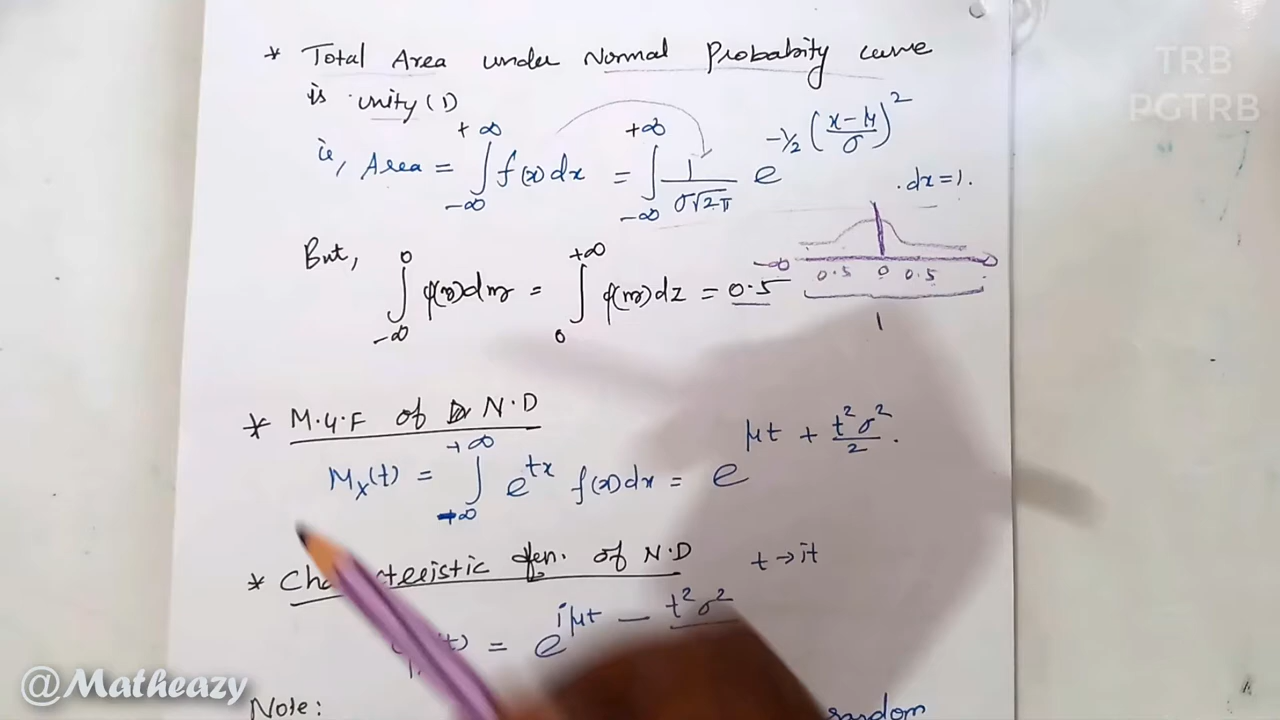 TRB
PGTRB
* Total Area under Normal Probabity curve
is unity (1)
ie, Area = ∫_{-∞}^{+∞} f(x) dx = ∫_{-∞}^{+∞} 1/(σ√2π) e^{-1/2 ((x-μ)/σ)^2} .dx = 1.
But, ∫_{-∞}^{0} φ(z) dz = ∫_{0}^{+∞} φ(z) dz = 0.5
-∞ 0.5 0 0.5 ∞
1
* M.G.F of N.D
M_X(t) = ∫_{-∞}^{+∞} e^{tx} f(x) dx = e^{μt + t²σ²/2}.
* Characteristic fn. of N.D t → it
(t) = e^{iμt - t²σ²
Note: random
@Matheazy